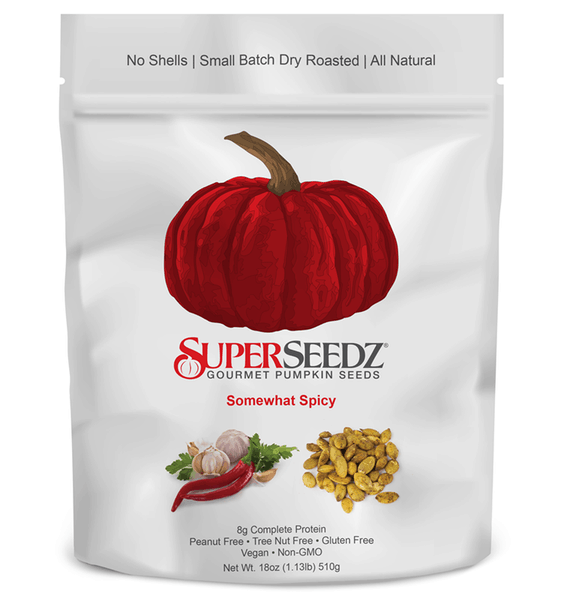 No Shells | Small Batch Dry Roasted | All Natural
SUPERSEEDZ®
GOURMET PUMPKIN SEEDS
Somewhat Spicy
8g Complete Protein
Peanut Free • Tree Nut Free • Gluten Free
Vegan • Non-GMO
Net Wt. 18oz (1.13lb) 510g